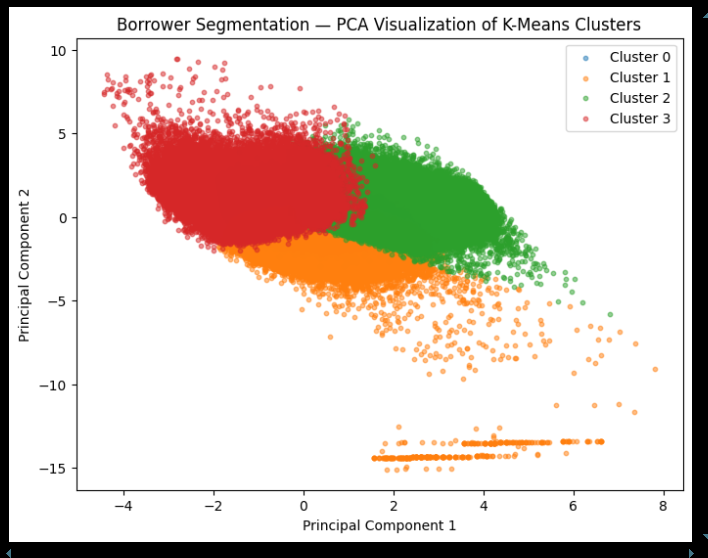 Borrower Segmentation — PCA Visualization of K-Means Clusters
Cluster 0
Cluster 1
Cluster 2
Cluster 3
10
5
0
−5
−10
−15
Principal Component 2
−4
−2
0
2
4
6
8
Principal Component 1